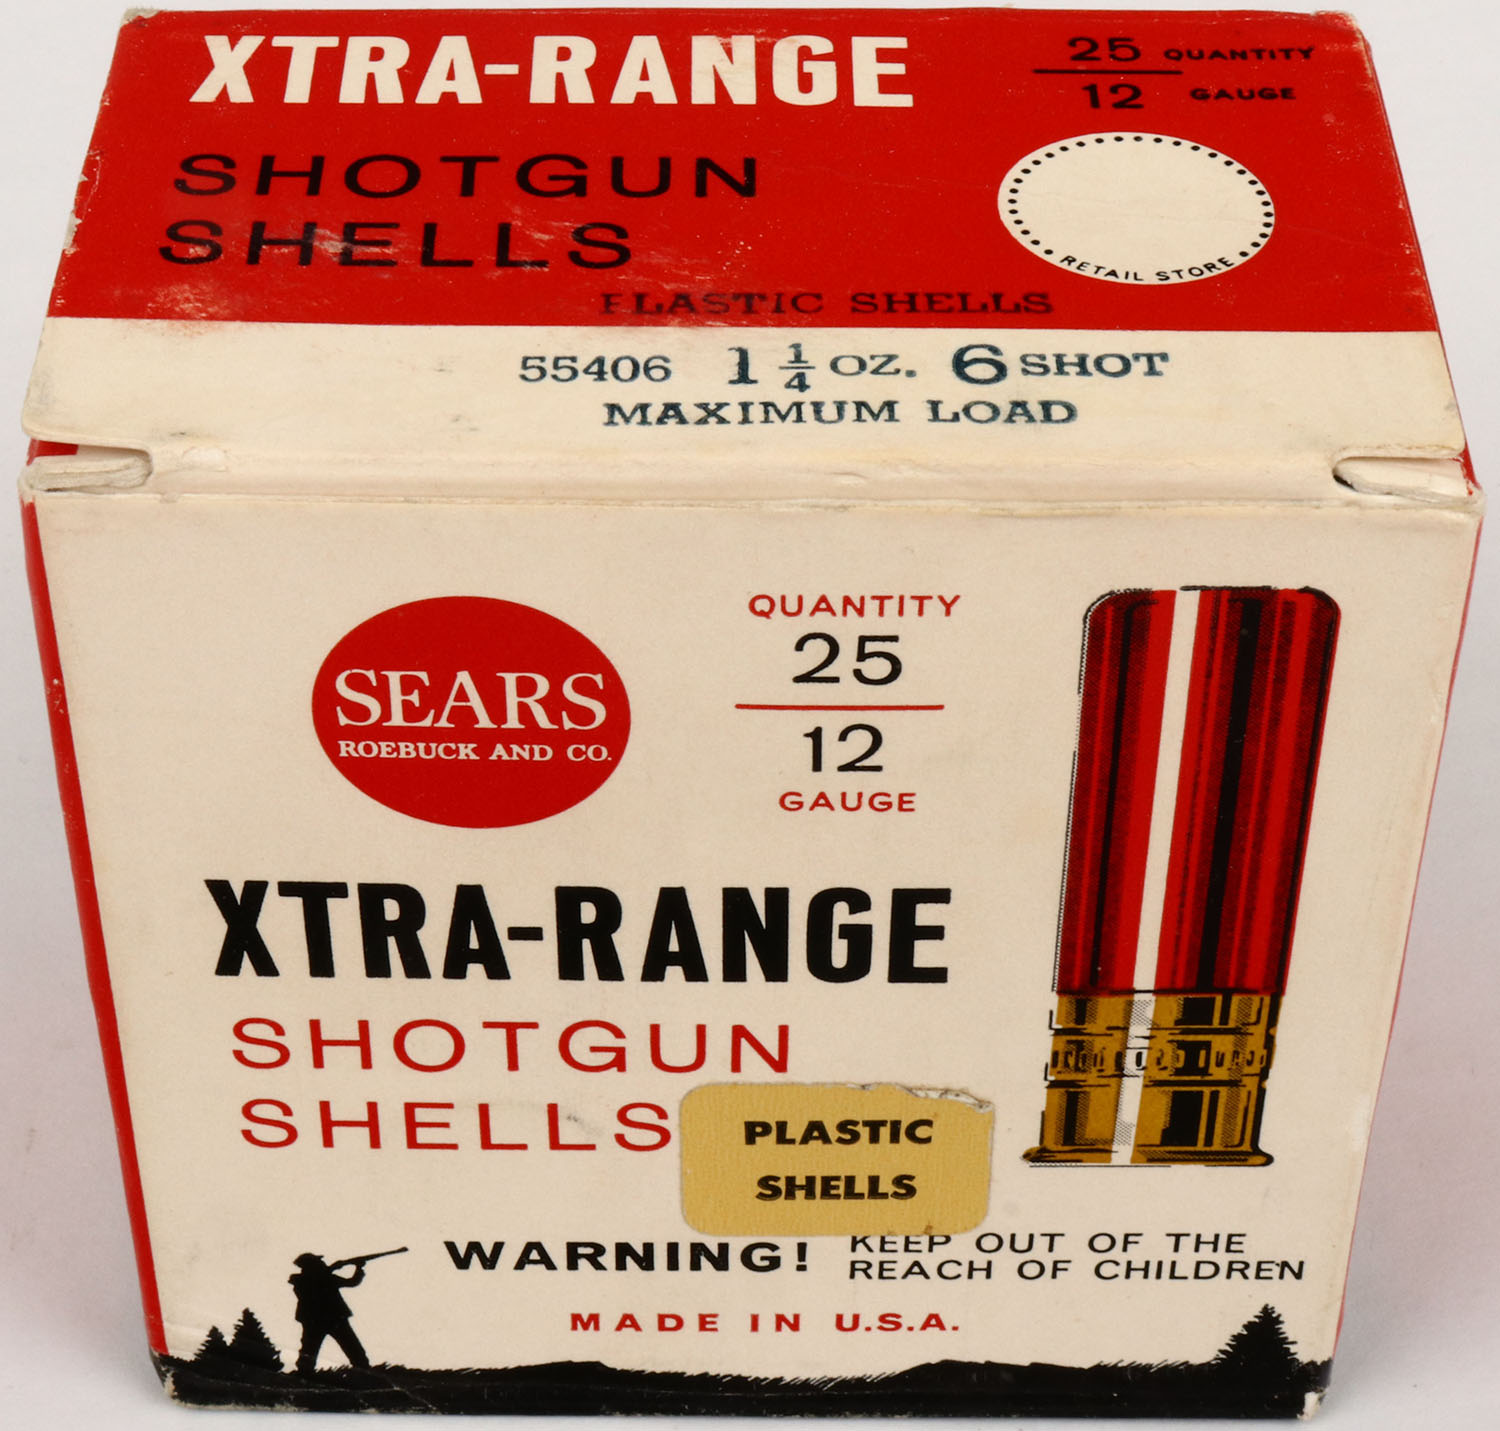 XTRA-RANGE
SHOTGUN
SHELLS
25 QUANTITY
12 GAUGE
RETAIL STORE
PLASTIC SHELLS
55406 1 1/4 OZ. 6 SHOT
MAXIMUM LOAD
SEARS
ROEBUCK AND CO.
QUANTITY
25
12
GAUGE
XTRA-RANGE
SHOTGUN
SHELLS
PLASTIC
SHELLS
WARNING! KEEP OUT OF THE
REACH OF CHILDREN
MADE IN U.S.A.